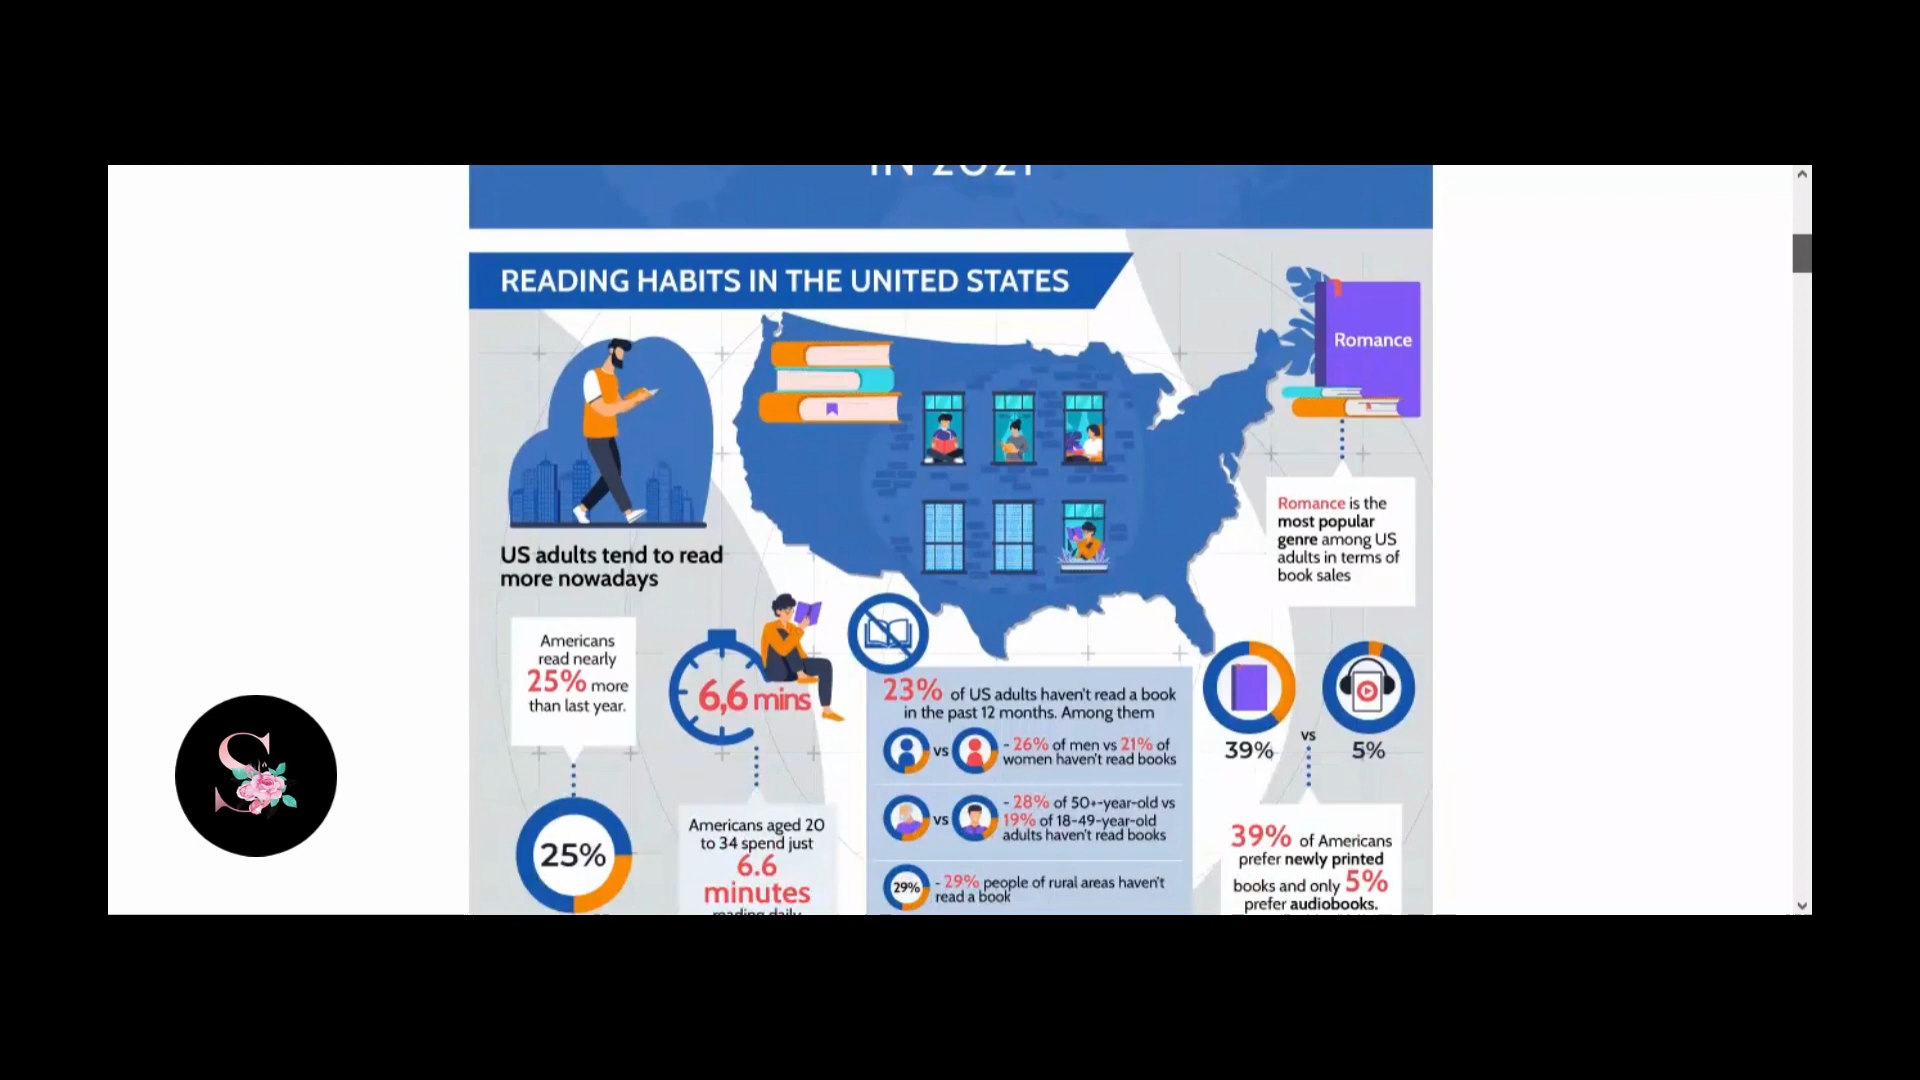 IN 2021
READING HABITS IN THE UNITED STATES
Romance
Romance is the
most popular
genre among US
adults in terms of
book sales
US adults tend to read
more nowadays
Americans
read nearly
25% more
than last year.
25%
6,6 mins
Americans aged 20
to 34 spend just
6.6
minutes
reading daily
23% of US adults haven't read a book
in the past 12 months. Among them
vs
- 26% of men vs 21% of
women haven't read books
vs
- 28% of 50+-year-old vs
19% of 18-49-year-old
adults haven't read books
29%
- 29% people of rural areas haven't
read a book
39% vs 5%
39% of Americans
prefer newly printed
books and only 5%
prefer audiobooks.
S